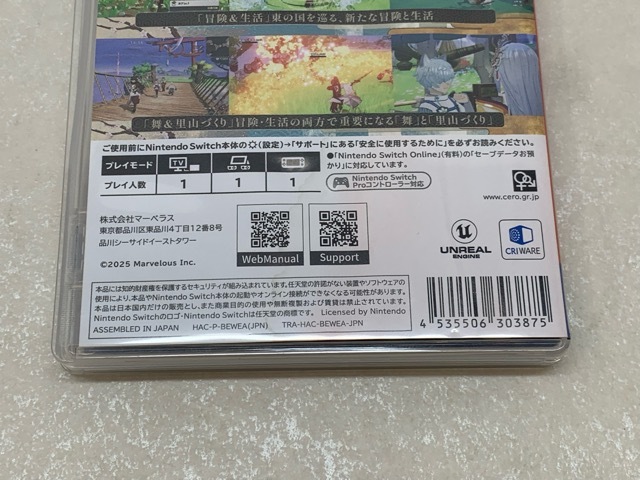 「冒険&生活」東の国を巡る、新たな冒険と生活
「舞&里山づくり」冒険・生活の両方で重要になる「舞」と「里山づくり」
ご使用前にNintendo Switch本体の(設定)→「サポート」にある「安全に使用するために」を必ずお読みください。
プレイモード TV
プレイ人数 1 1 1
●「Nintendo Switch Online」(有料)の「セーブデータお預かり」に対応しています。
Nintendo Switch
Proコントローラー対応
www.cero.gr.jp
株式会社マーベラス
東京都品川区東品川4丁目12番8号
品川シーサイドイーストタワー
©2025 Marvelous Inc.
WebManual
Support
UNREAL
ENGINE
CRIWARE
本品には知的財産権を保護するセキュリティが組み込まれています。任天堂の許諾がない装置やソフトウェアの
使用により、本品やNintendo Switch本体の起動やオンライン接続ができなくなる可能性があります。
本品は日本国内だけの販売とし、また商業目的の使用や無断複製および賃貸は禁止されています。
Nintendo Switchのロゴ・Nintendo Switchは任天堂の商標です。 Licensed by Nintendo
ASSEMBLED IN JAPAN HAC-P-BEWEA(JPN) TRA-HAC-BEWEA-JPN
4 535506 303875